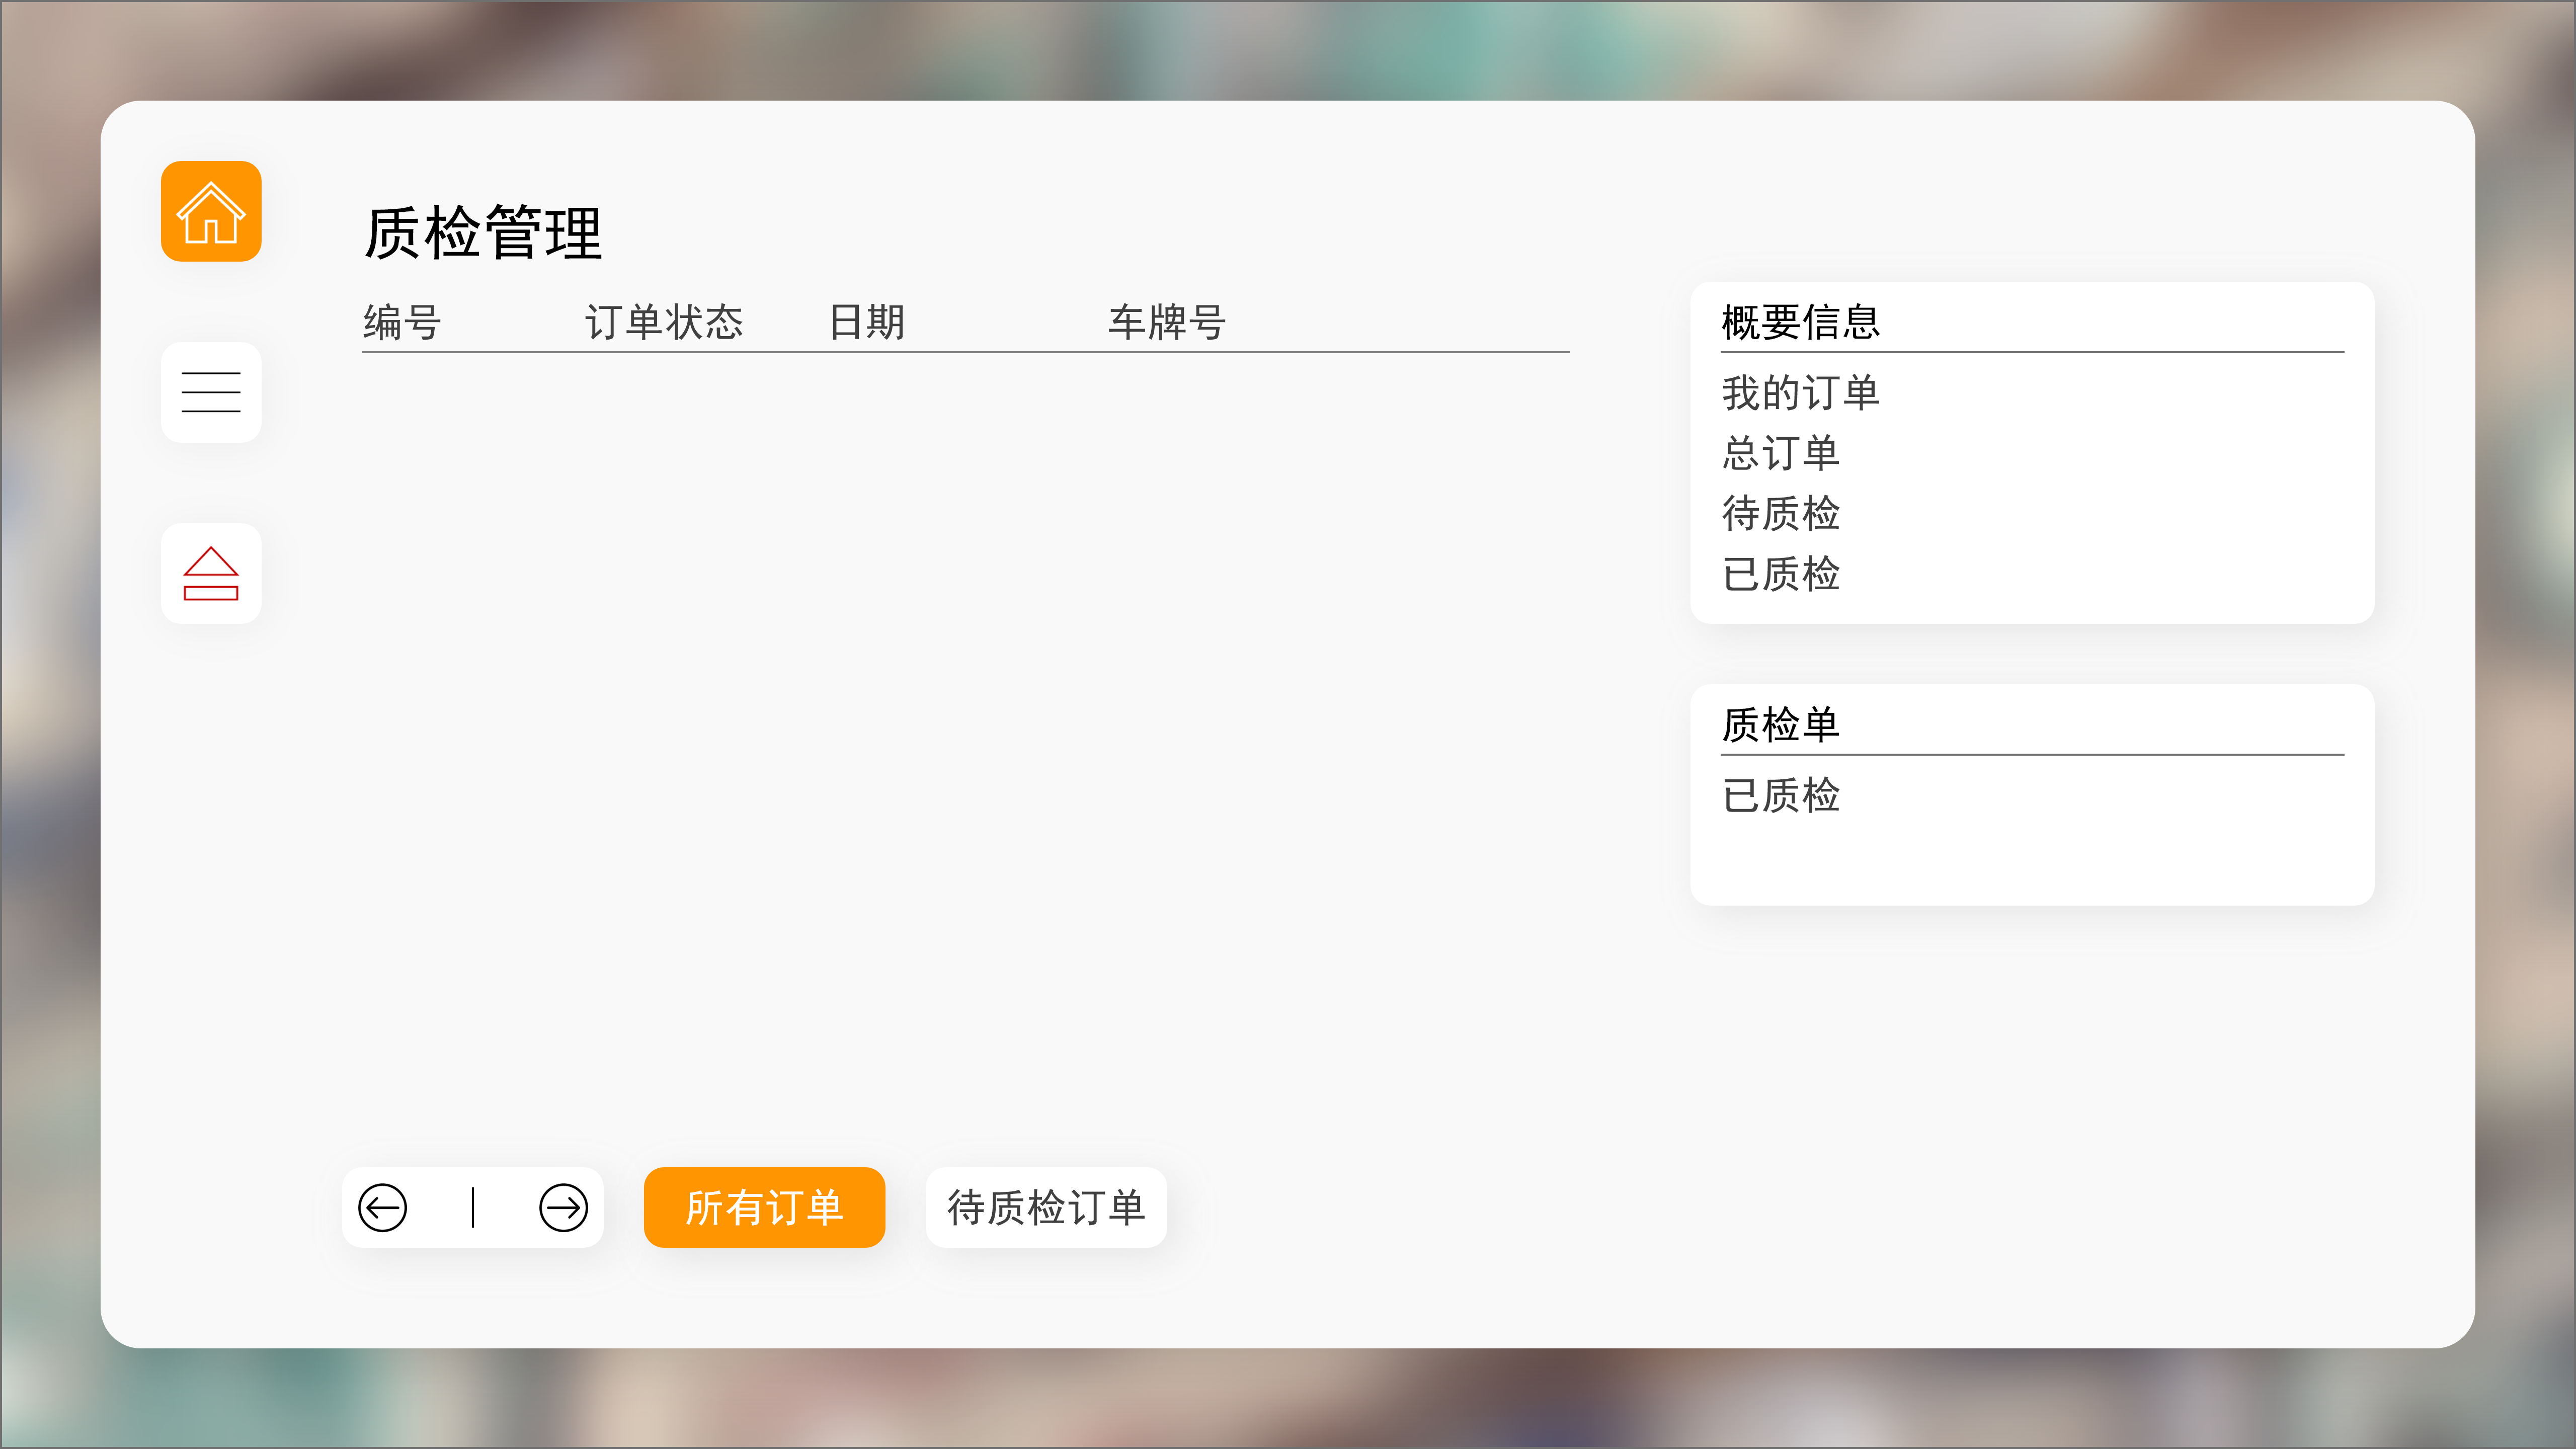 质检管理
编号 订单状态 日期 车牌号
概要信息
我的订单
总订单
待质检
已质检
质检单
已质检
所有订单 待质检订单